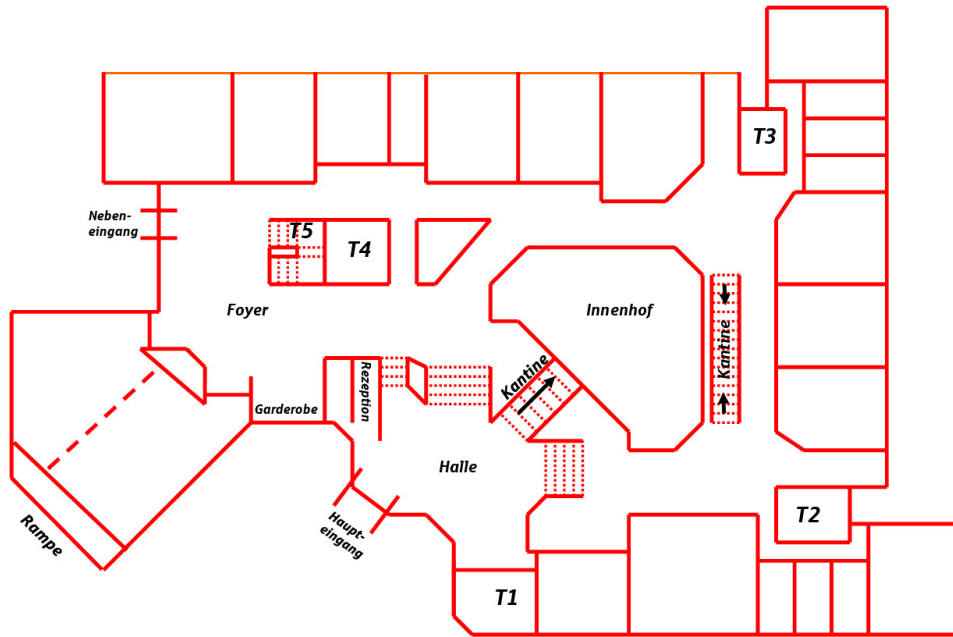 T3
Neben-
eingang
T5
T4
Foyer
Innenhof
Kantine
Kantine
Rezeption
Garderobe
Halle
Rampe
Haupt-
eingang
T2
T1